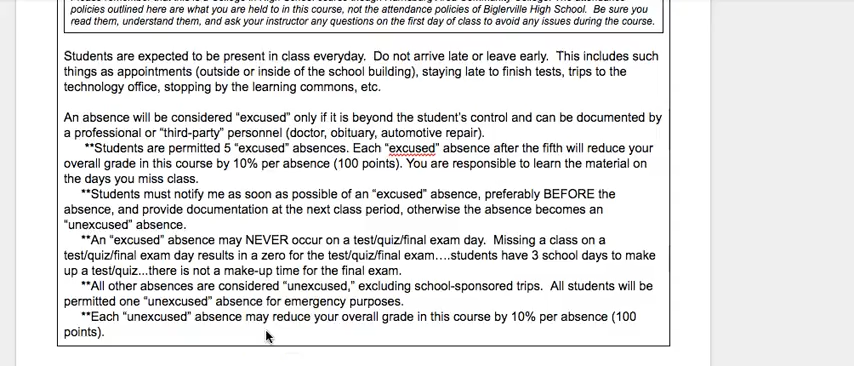 policies outlined here are what you are held to in this course, not the attendance policies of Biglerville High School. Be sure you
read them, understand them, and ask your instructor any questions on the first day of class to avoid any issues during the course.
Students are expected to be present in class everyday. Do not arrive late or leave early. This includes such
things as appointments (outside or inside of the school building), staying late to finish tests, trips to the
technology office, stopping by the learning commons, etc.
An absence will be considered “excused” only if it is beyond the student’s control and can be documented by
a professional or “third-party” personnel (doctor, obituary, automotive repair).
**Students are permitted 5 “excused” absences. Each “excused” absence after the fifth will reduce your
overall grade in this course by 10% per absence (100 points). You are responsible to learn the material on
the days you miss class.
**Students must notify me as soon as possible of an “excused” absence, preferably BEFORE the
absence, and provide documentation at the next class period, otherwise the absence becomes an
“unexcused” absence.
**An “excused” absence may NEVER occur on a test/quiz/final exam day. Missing a class on a
test/quiz/final exam day results in a zero for the test/quiz/final exam….students have 3 school days to make
up a test/quiz...there is not a make-up time for the final exam.
**All other absences are considered “unexcused,” excluding school-sponsored trips. All students will be
permitted one “unexcused” absence for emergency purposes.
**Each “unexcused” absence may reduce your overall grade in this course by 10% per absence (100
points).